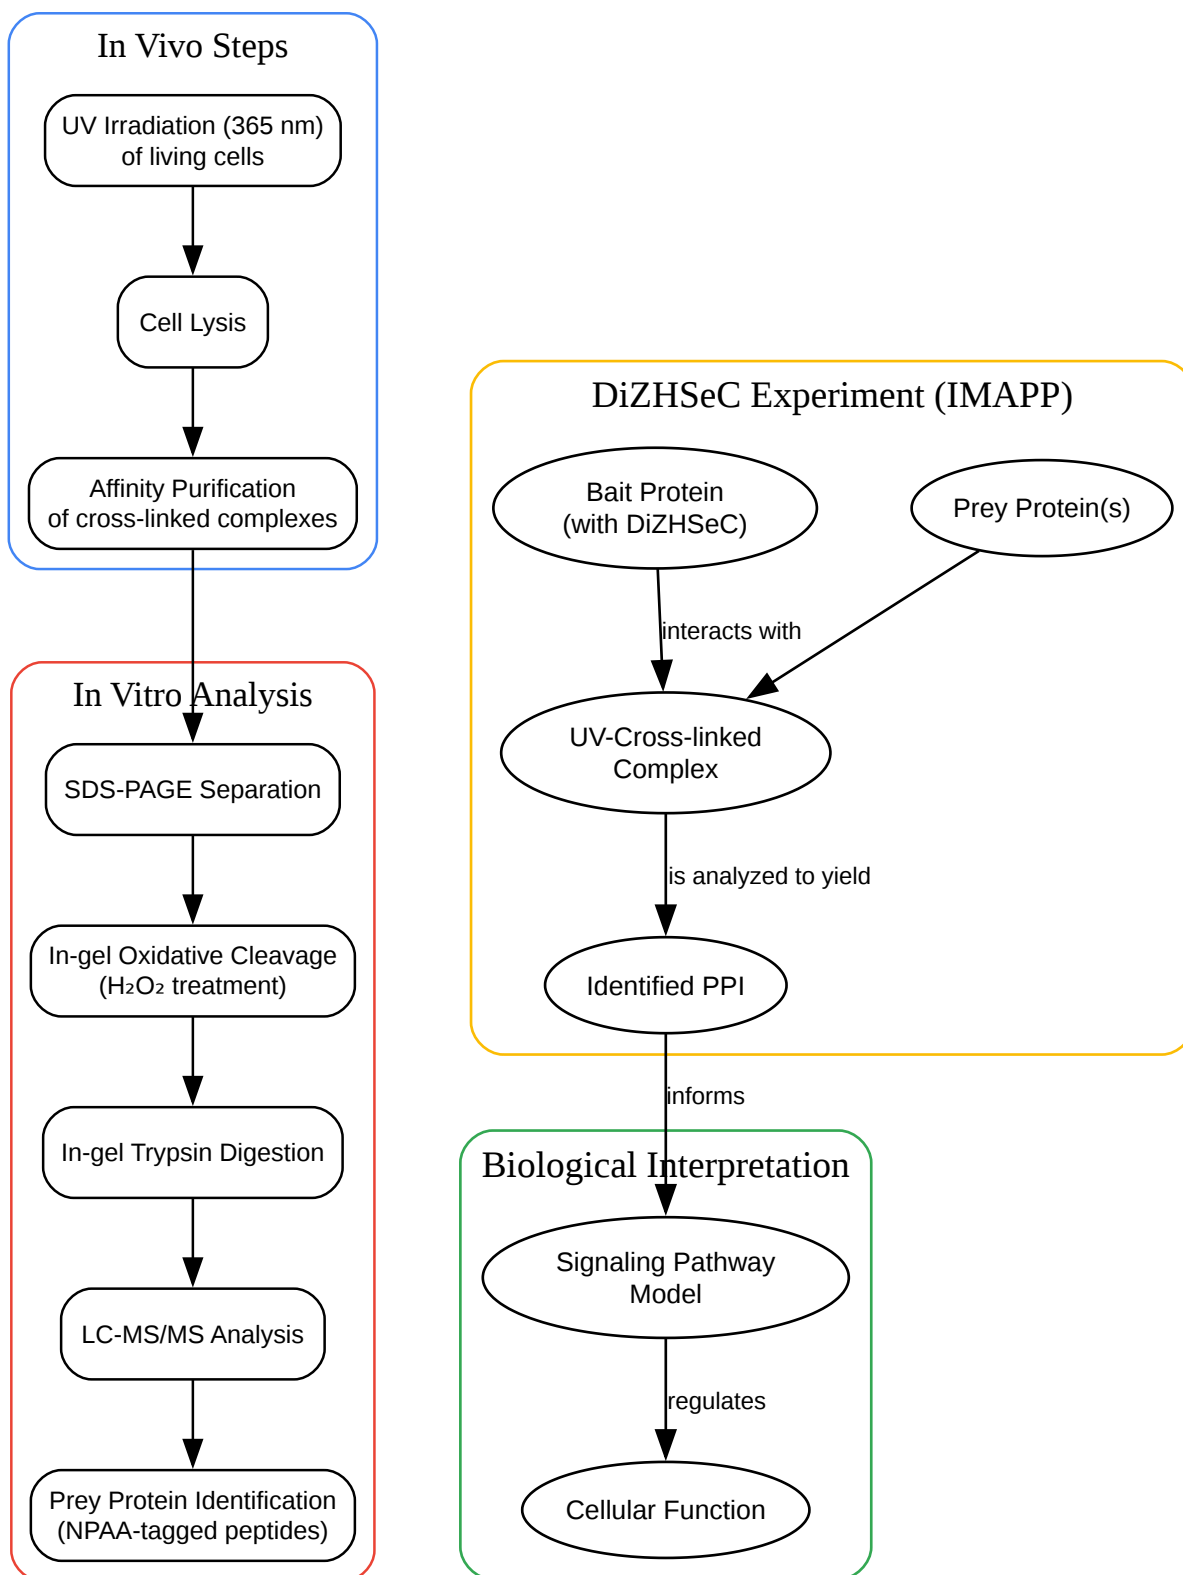 In Vivo Steps
UV Irradiation (365 nm)
of living cells
Cell Lysis
Affinity Purification
of cross-linked complexes
In Vitro Analysis
SDS-PAGE Separation
In-gel Oxidative Cleavage
(H₂O₂ treatment)
In-gel Trypsin Digestion
LC-MS/MS Analysis
Prey Protein Identification
(NPAA-tagged peptides)
DiZHSeC Experiment (IMAPP)
Bait Protein
(with DiZHSeC)
Prey Protein(s)
interacts with
UV-Cross-linked
Complex
is analyzed to yield
Identified PPI
informs
Biological Interpretation
Signaling Pathway
Model
regulates
Cellular Function